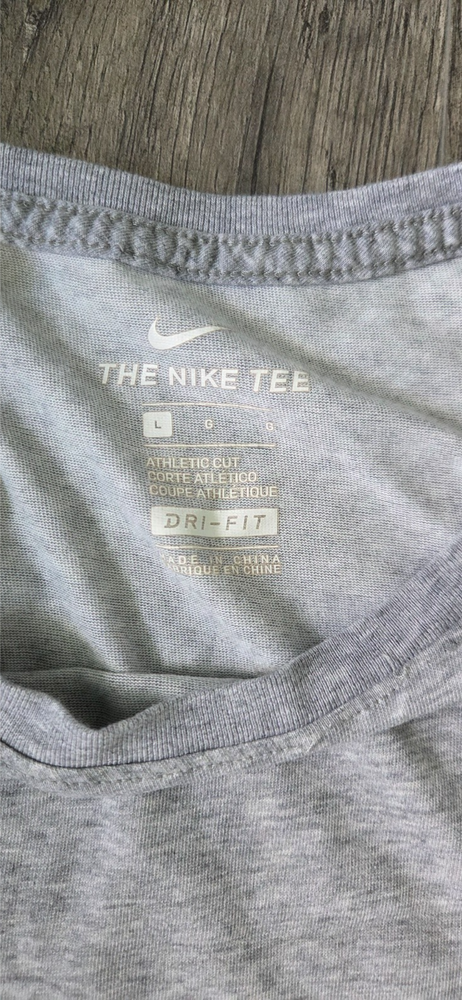 THE NIKE TEE
L G G
ATHLETIC CUT
CORTE ATLÉTICO
COUPE ATHLÉTIQUE
DRI-FIT
MADE IN CHINA
FABRIQUÉ EN CHINE